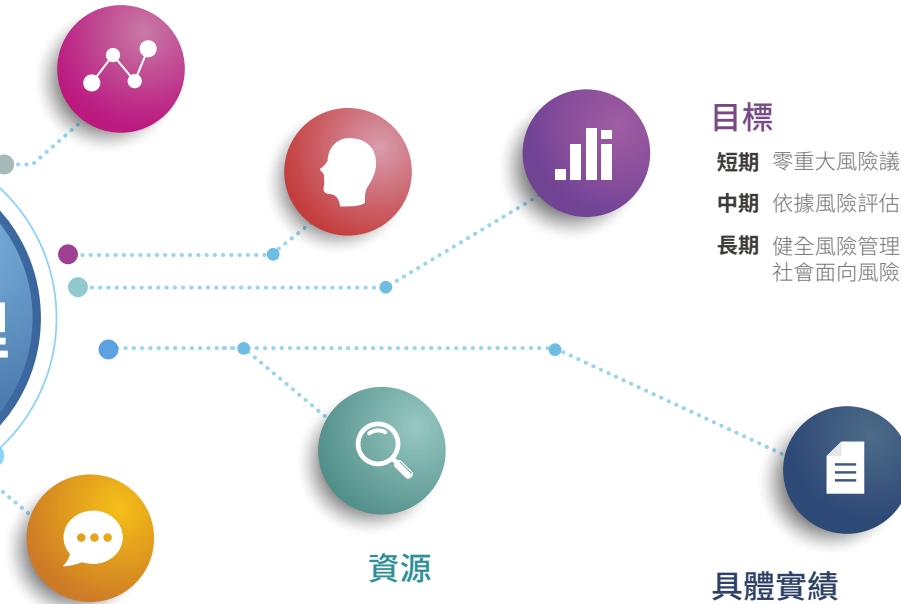 目標
短期 零重大風險議
中期 依據風險評估
長期 健全風險管理
社會面向風險
資源
具體實績